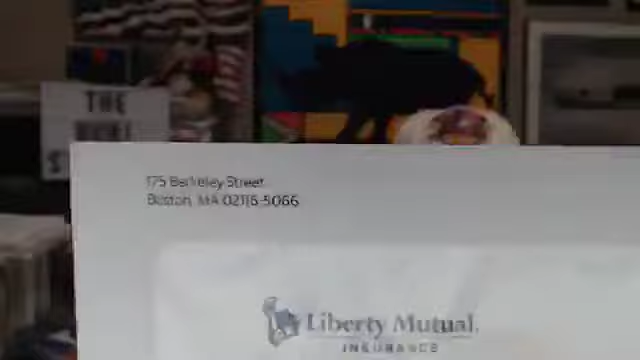 THE
175 Berkeley Street
Boston, MA 02116-5066
Liberty Mutual.
INSURANCE